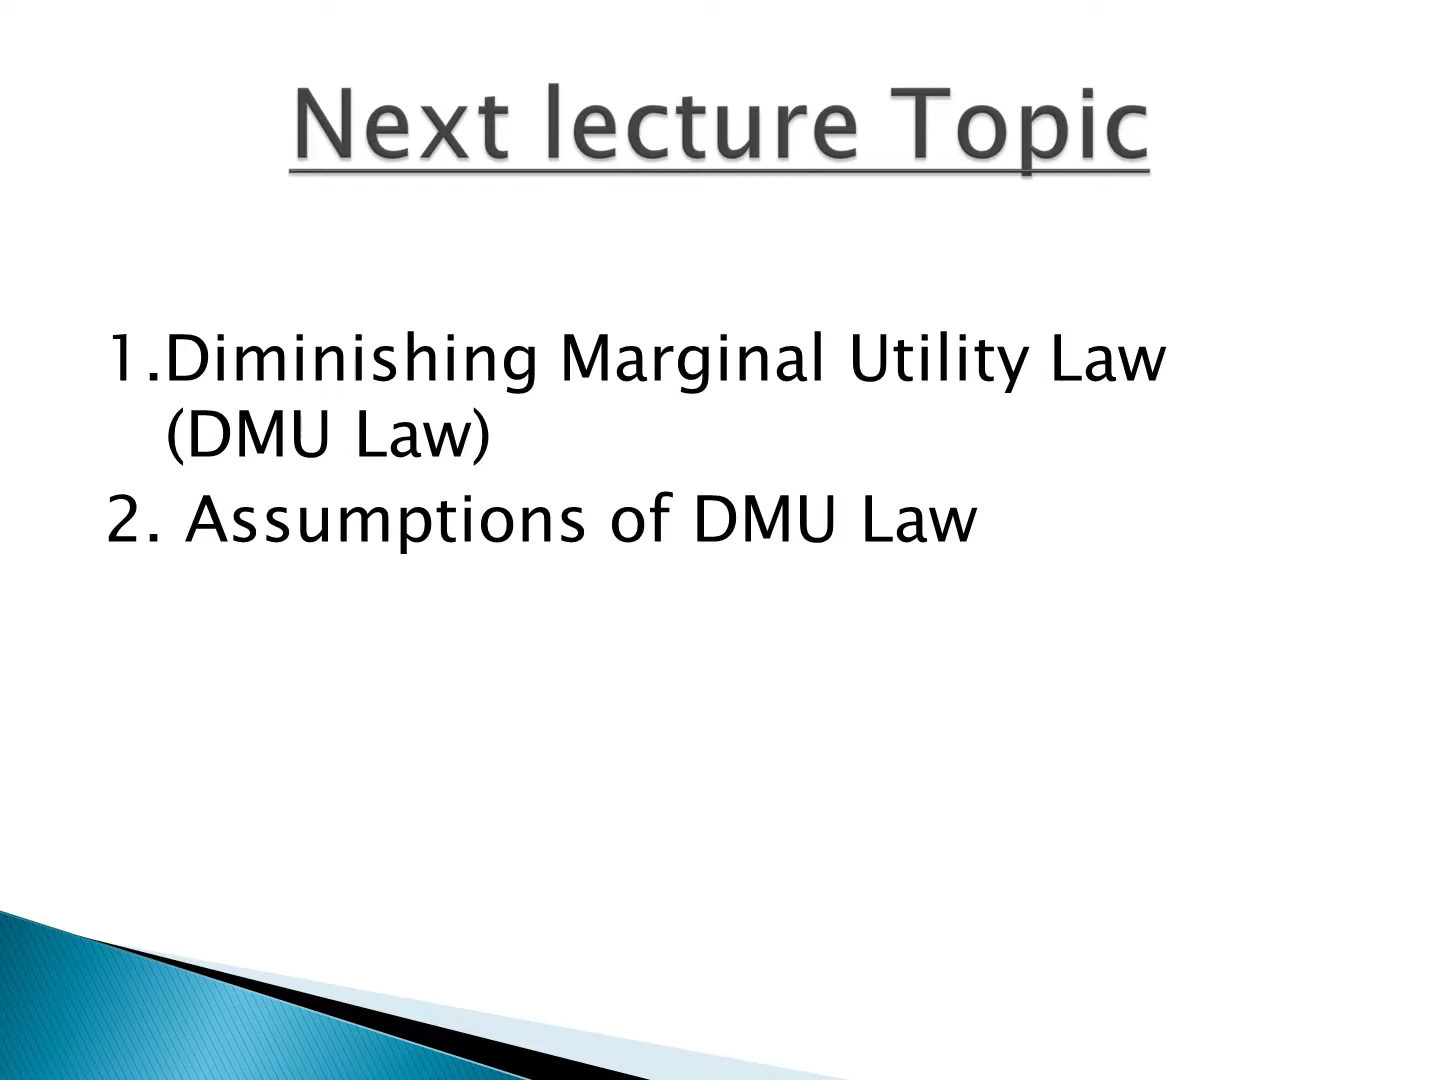 Next lecture Topic
1.Diminishing Marginal Utility Law
(DMU Law)
2. Assumptions of DMU Law